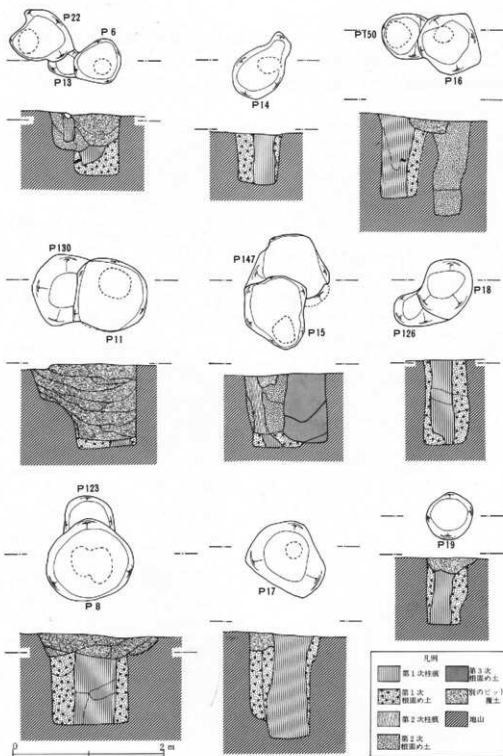 P22
P6
P13
P14
PT50
P16
P130
P11
P147
P15
P18
P126
P123
P8
P17
P19
凡例
第1次柱痕
第1次
根固め土
第2次柱痕
第2次
根固め土
第3次
根固め土
別のピット
覆土
地山
0
2m